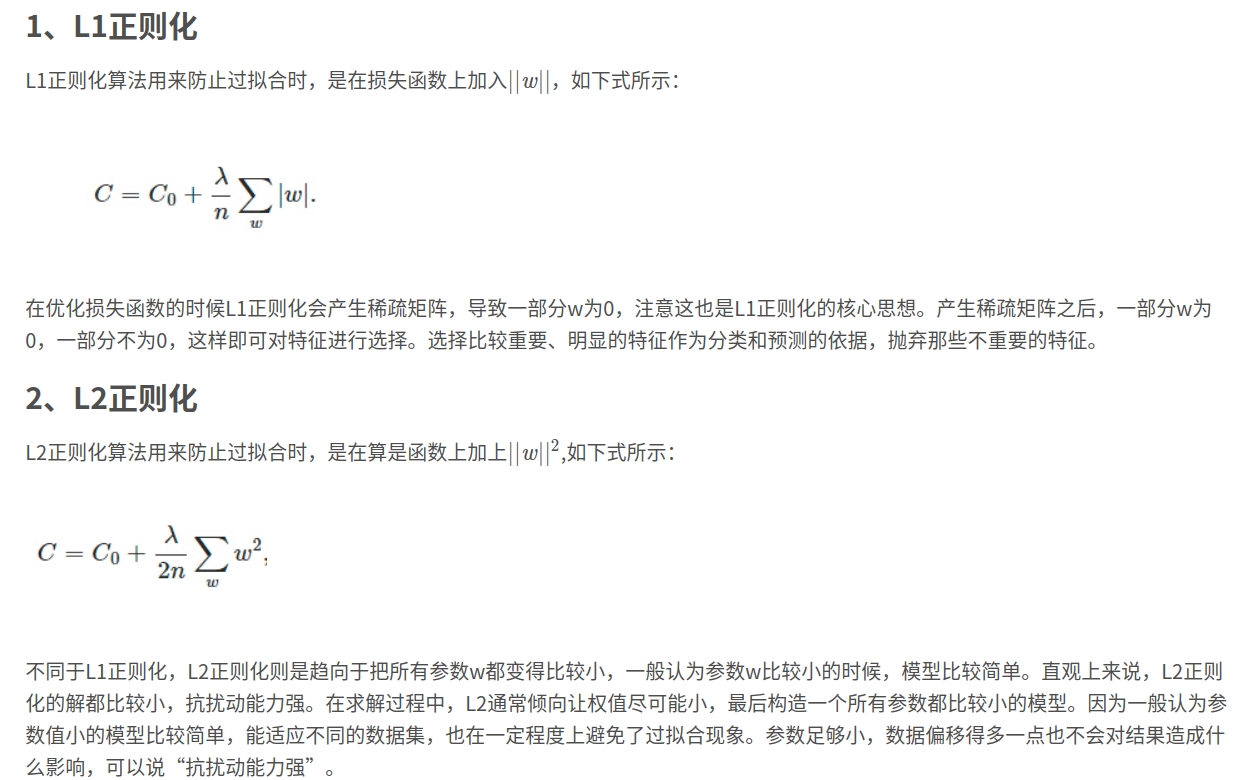 1、L1正则化
L1正则化算法用来防止过拟合时，是在损失函数上加入||w||，如下式所示：
C = C₀ + λ/n ∑_w |w|.
在优化损失函数的时候L1正则化会产生稀疏矩阵，导致一部分w为0，注意这也是L1正则化的核心思想。产生稀疏矩阵之后，一部分w为
0，一部分不为0，这样即可对特征进行选择。选择比较重要、明显的特征作为分类和预测的依据，抛弃那些不重要的特征。
2、L2正则化
L2正则化算法用来防止过拟合时，是在算是函数上加上||w||²,如下式所示：
C = C₀ + λ/2n ∑_w w²,
不同于L1正则化，L2正则化则是趋向于把所有参数w都变得比较小，一般认为参数w比较小的时候，模型比较简单。直观上来说，L2正则
化的解都比较小，抗扰动能力强。在求解过程中，L2通常倾向让权值尽可能小，最后构造一个所有参数都比较小的模型。因为一般认为参
数值小的模型比较简单，能适应不同的数据集，也在一定程度上避免了过拟合现象。参数足够小，数据偏移得多一点也不会对结果造成什
么影响，可以说“抗扰动能力强”。